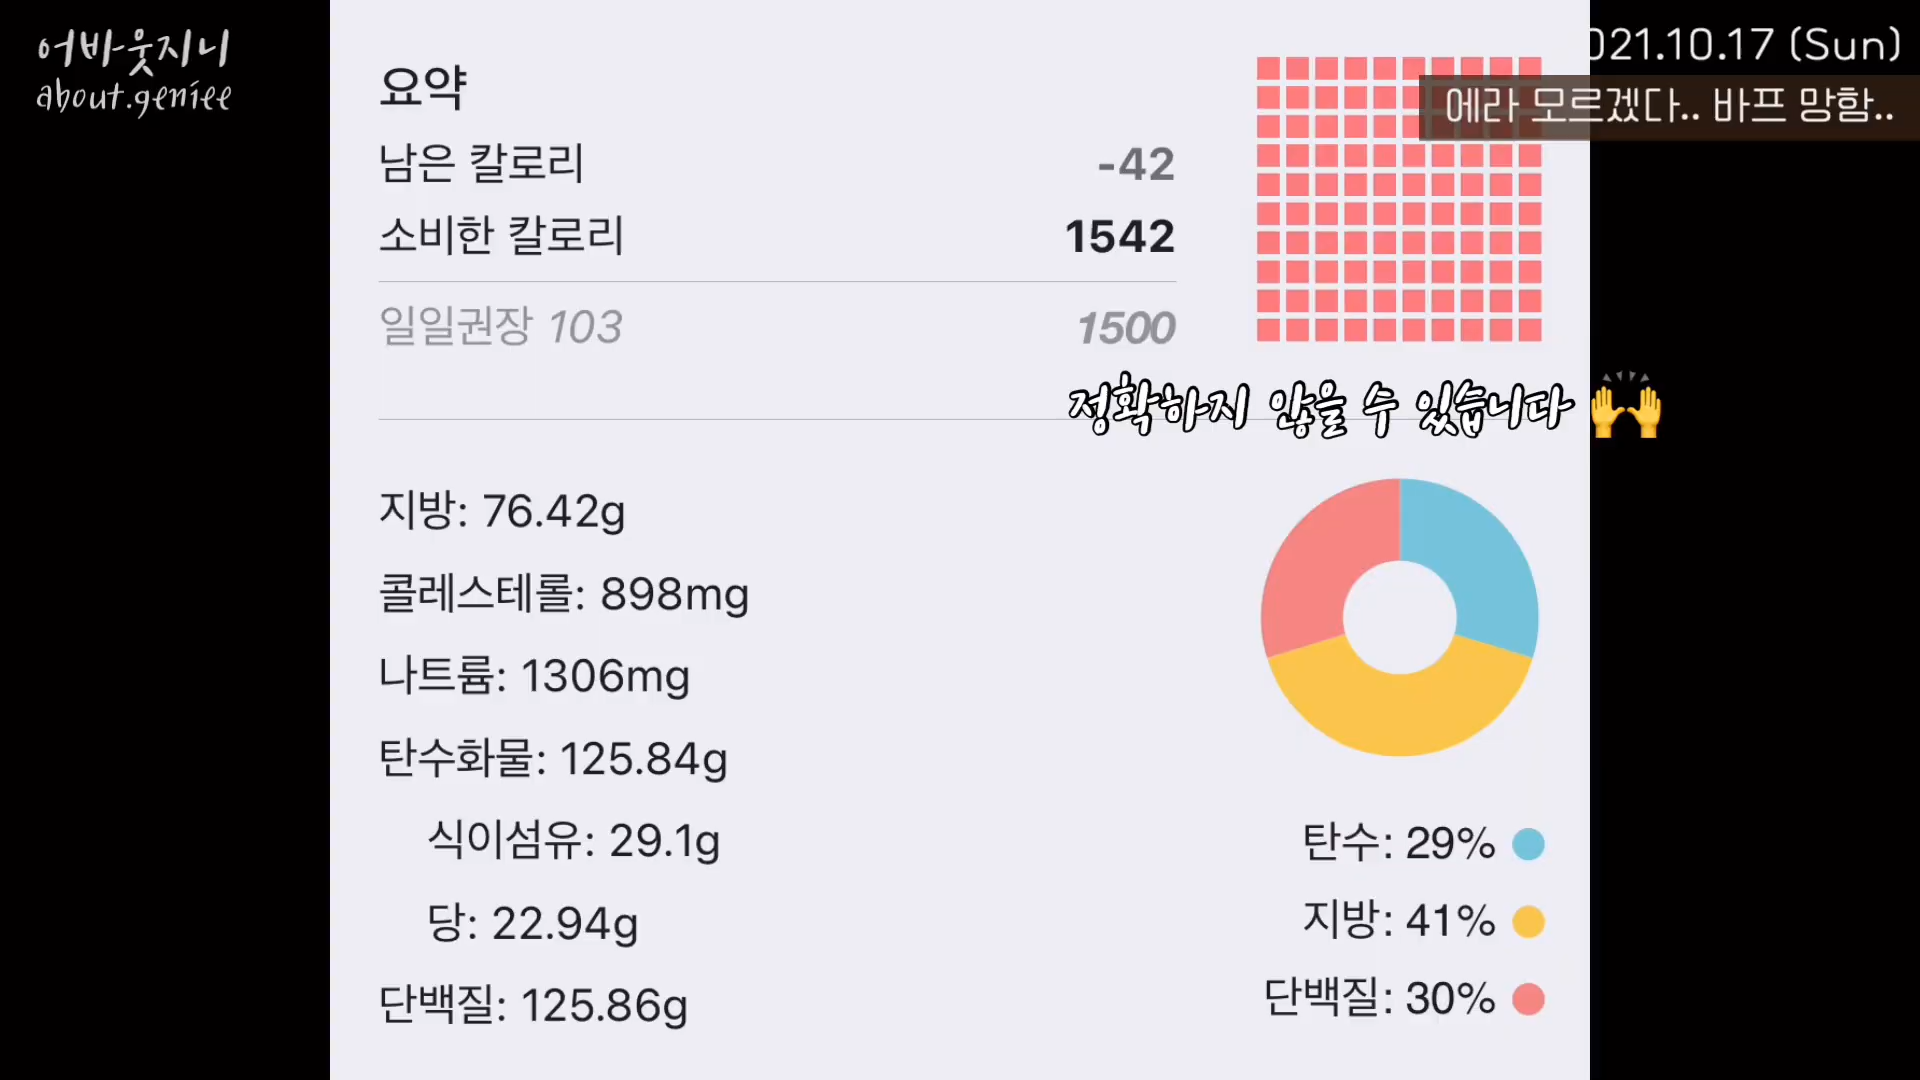 어바웃지니
about.geniee
021.10.17 (Sun)
에라 모르겠다.. 바프 망함..
요약
남은 칼로리 -42
소비한 칼로리 1542
일일권장 103 1500
정확하지 않을 수 있습니다 🙌
지방: 76.42g
콜레스테롤: 898mg
나트륨: 1306mg
탄수화물: 125.84g
식이섬유: 29.1g
당: 22.94g
단백질: 125.86g
탄수: 29%
지방: 41%
단백질: 30%